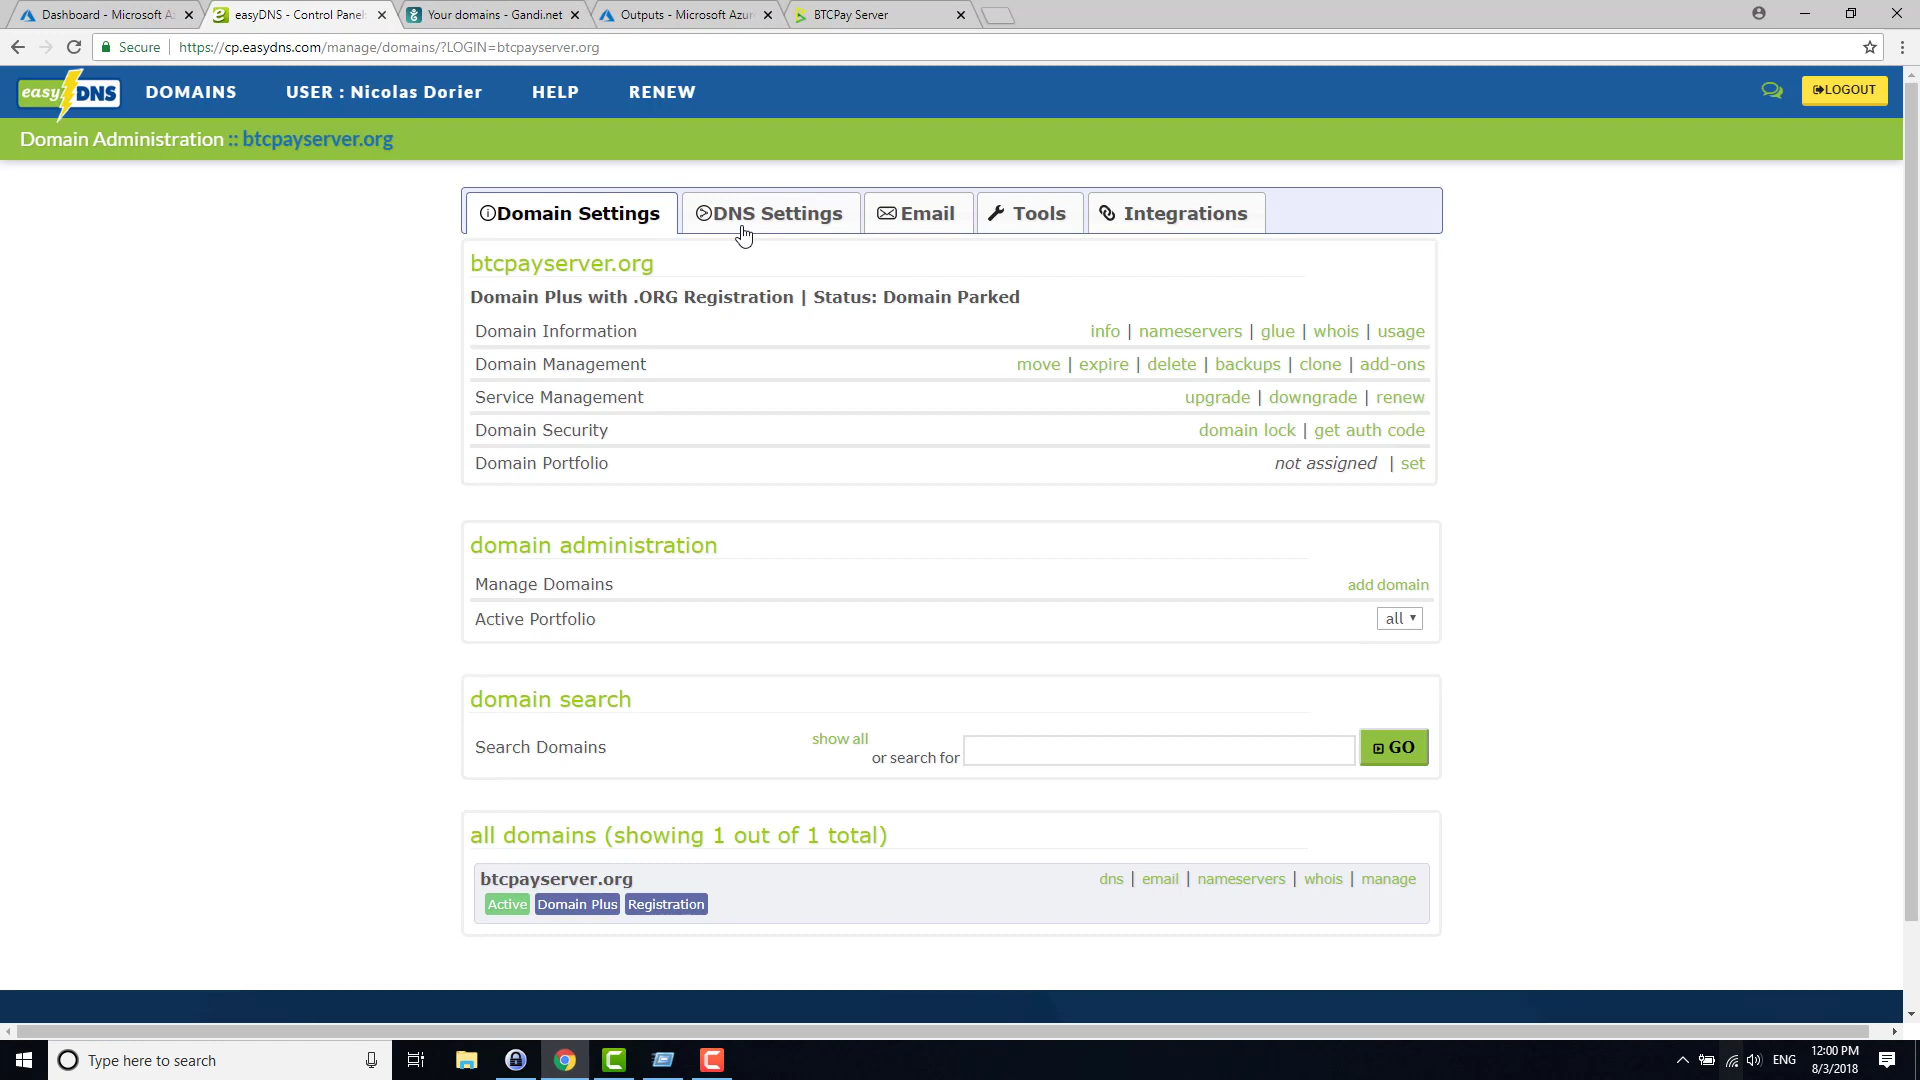 Dashboard - Microsoft Az
easyDNS - Control Panel
Your domains - Gandi.net
Outputs - Microsoft Azur
BTCPay Server
Secure
https://cp.easydns.com/manage/domains/?LOGIN=btcpayserver.org
easyDNS
DOMAINS
USER : Nicolas Dorier
HELP
RENEW
LOGOUT
Domain Administration :: btcpayserver.org
Domain Settings
DNS Settings
Email
Tools
Integrations
btcpayserver.org
Domain Plus with .ORG Registration | Status: Domain Parked
Domain Information info | nameservers | glue | whois | usage
Domain Management move | expire | delete | backups | clone | add-ons
Service Management upgrade | downgrade | renew
Domain Security domain lock | get auth code
Domain Portfolio not assigned | set
domain administration
Manage Domains add domain
Active Portfolio all
domain search
Search Domains show all or search for GO
all domains (showing 1 out of 1 total)
btcpayserver.org dns | email | nameservers | whois | manage
Active Domain Plus Registration
Type here to search
ENG
12:00 PM
8/3/2018